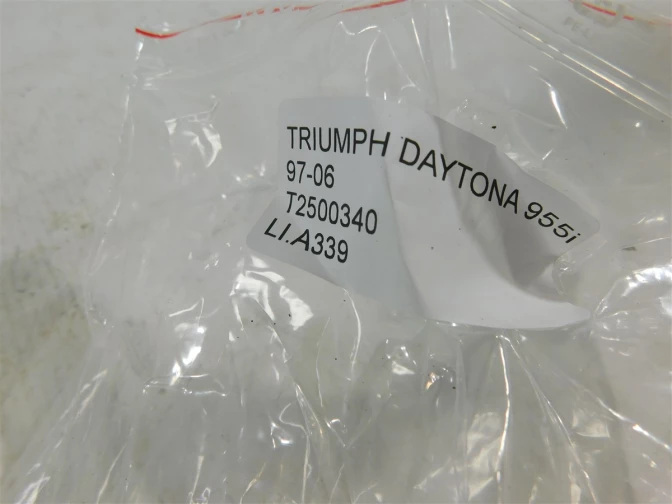 TRIUMPH DAYTONA 955i
97-06
T2500340
LI.A339